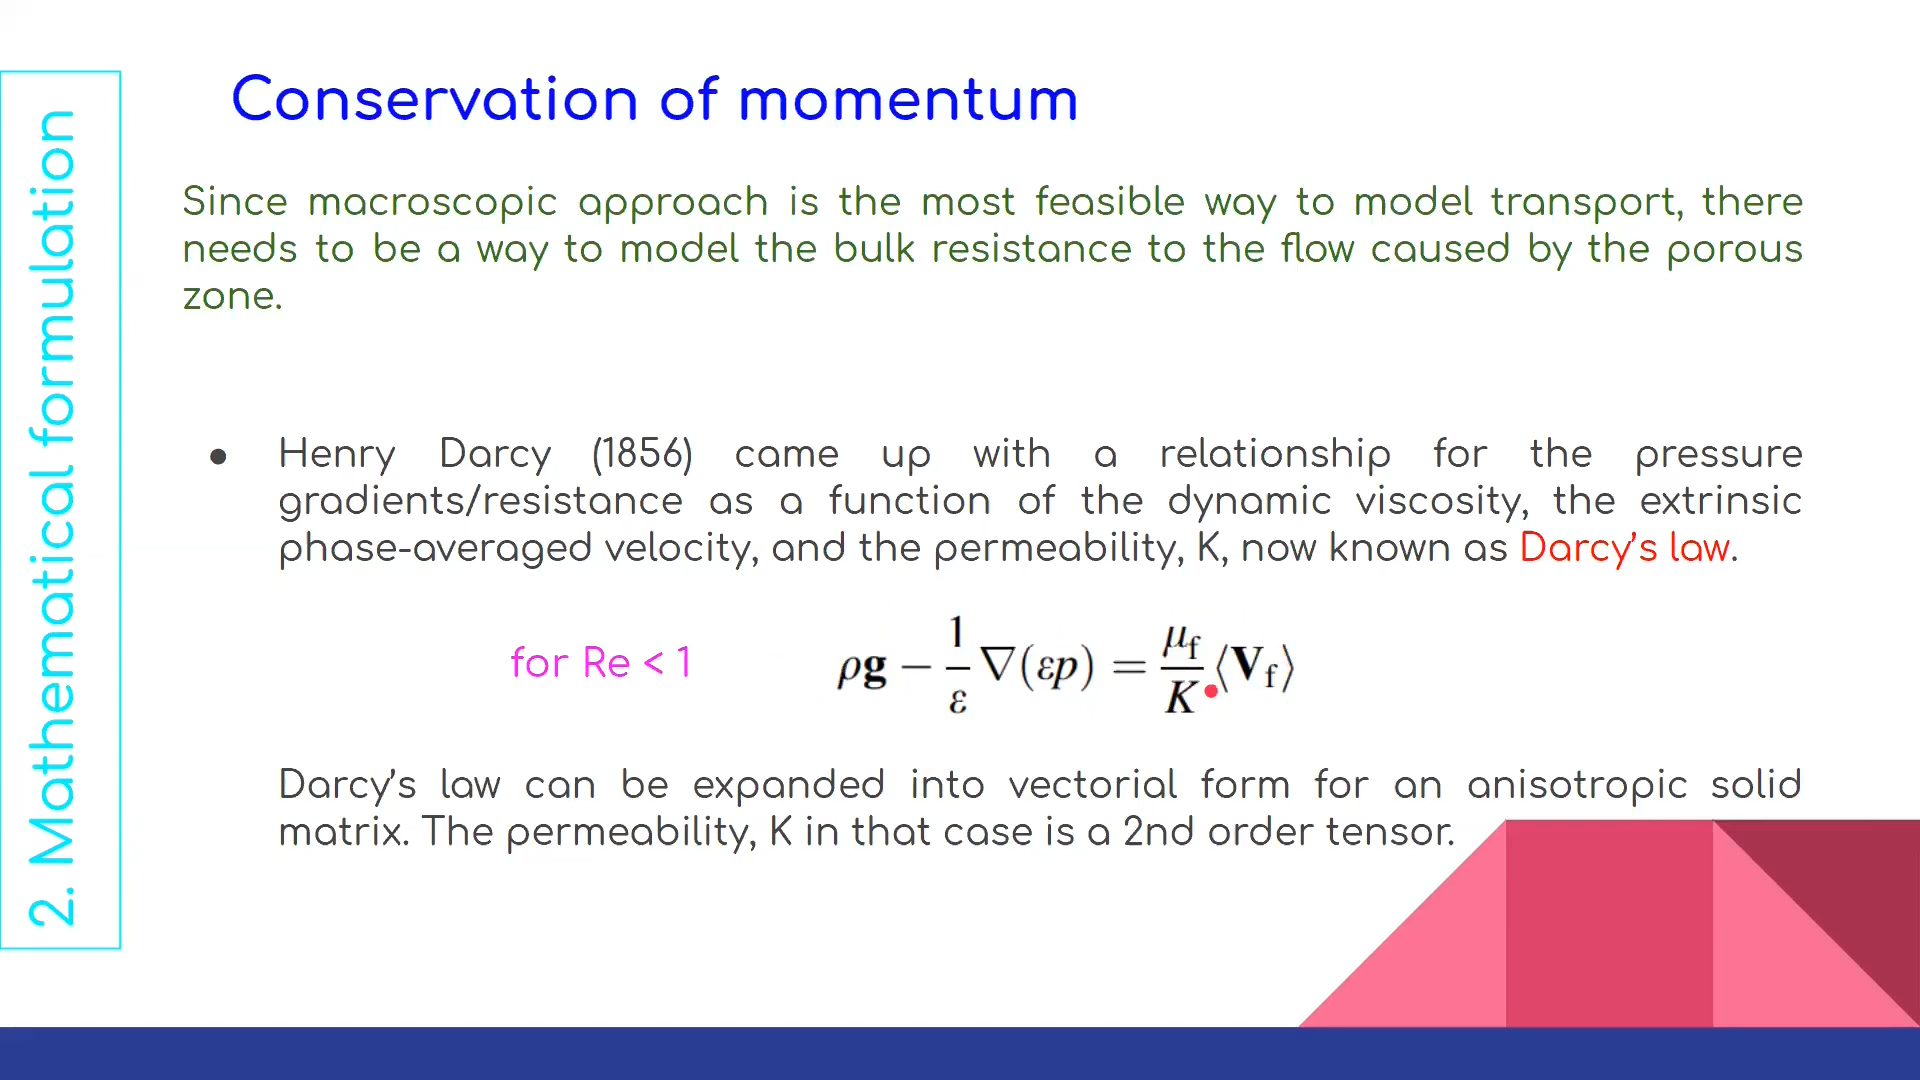 2. Mathematical formulation
Conservation of momentum
Since macroscopic approach is the most feasible way to model transport, there
needs to be a way to model the bulk resistance to the flow caused by the porous
zone.
● Henry Darcy (1856) came up with a relationship for the pressure
gradients/resistance as a function of the dynamic viscosity, the extrinsic
phase-averaged velocity, and the permeability, K, now known as Darcy's law.
for Re < 1 ρg − 1/ε ∇(εp) = μf/K ⟨Vf⟩
Darcy's law can be expanded into vectorial form for an anisotropic solid
matrix. The permeability, K in that case is a 2nd order tensor.